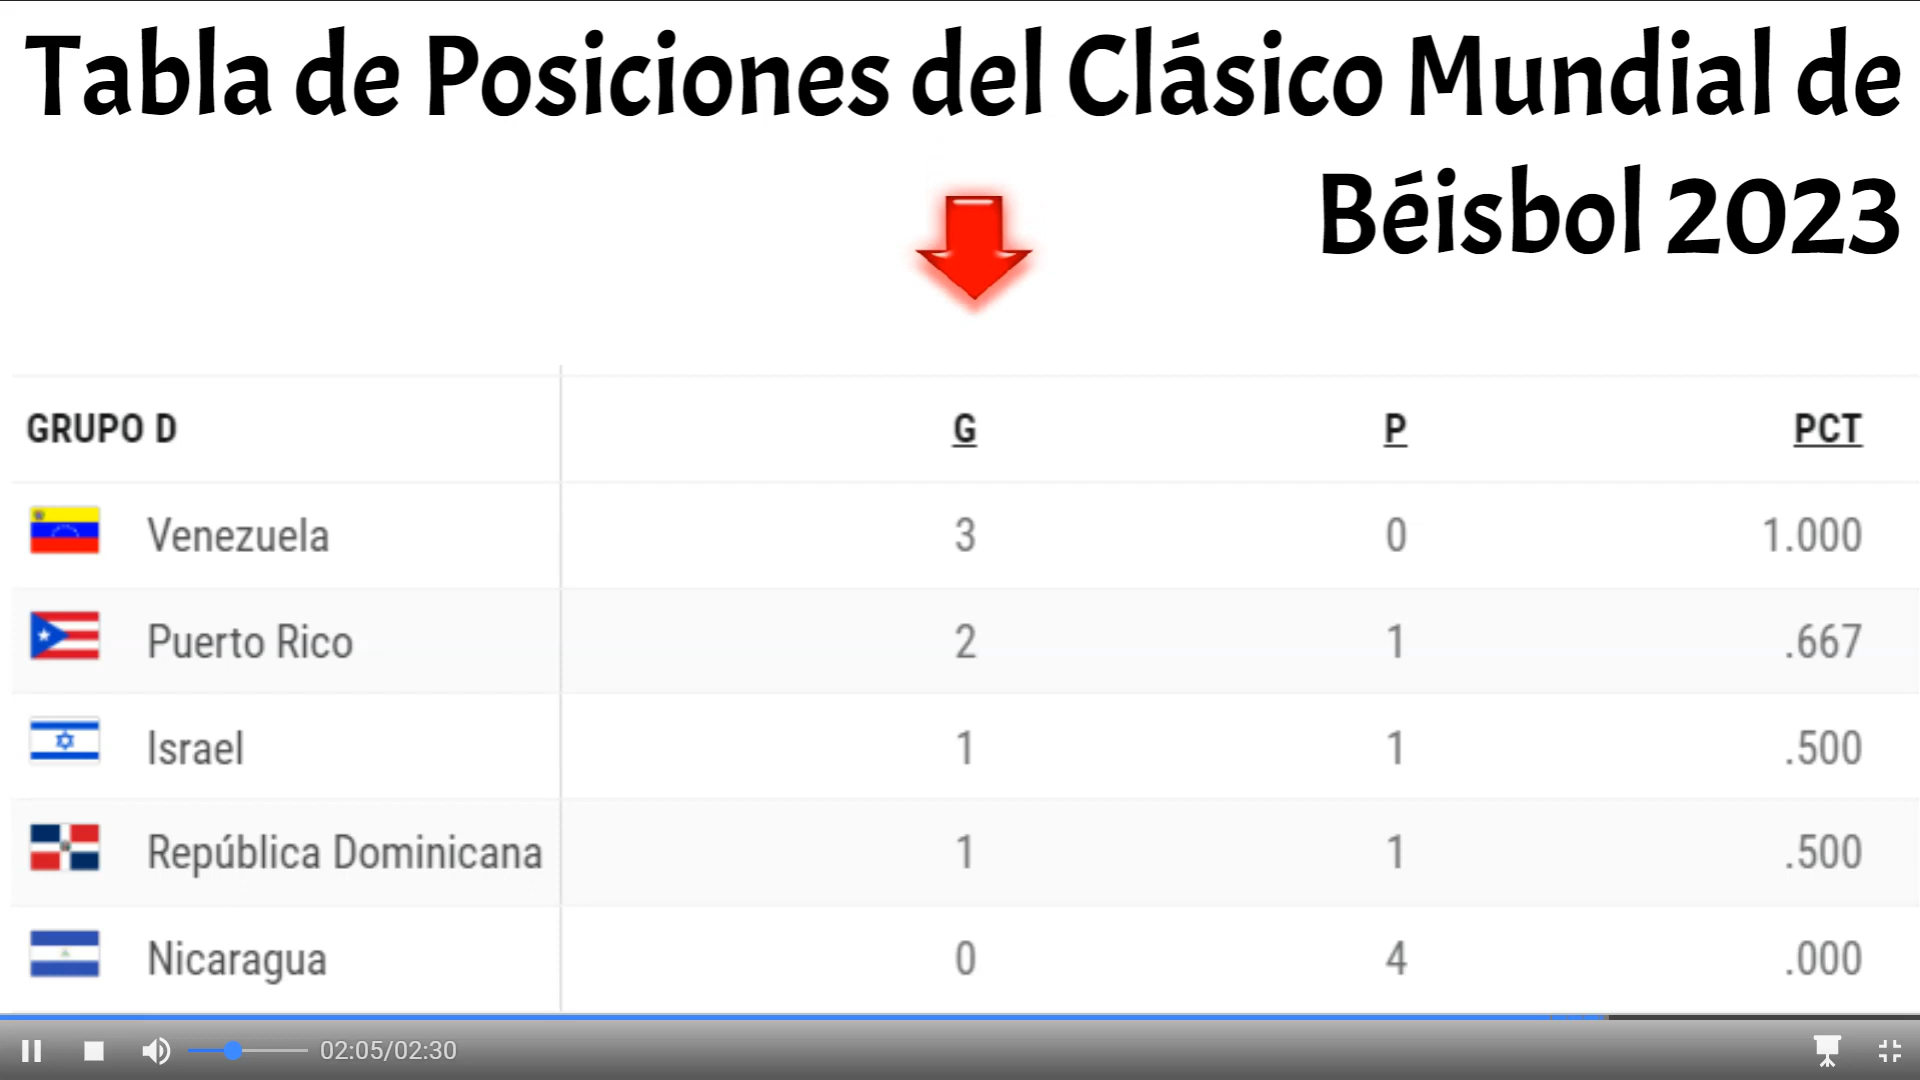 Tabla de Posiciones del Clásico Mundial de
Béisbol 2023
GRUPO D G P PCT
Venezuela 3 0 1.000
Puerto Rico 2 1 .667
Israel 1 1 .500
República Dominicana 1 1 .500
Nicaragua 0 4 .000
02:05/02:30